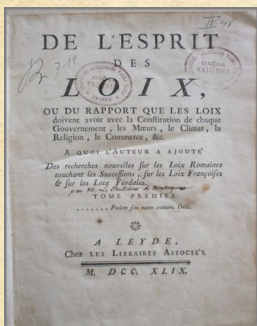 DE L'ESPRIT
DES
LOIX,
OU DU RAPPORT QUE LES LOIX
doivent avoir avec la Constitution de chaque
Gouvernement, les Mœurs, le Climat, la
Religion, le Commerce, &c.
A QUOI L'AUTEUR A AJOUTÉ
Des recherches nouvelles sur les Loix Romaines
touchant les Successions, sur les Loix Françoises
& sur les Loix Féodales.
TOME PREMIER.
....... Prolem sine matre creatam. Ovid.
A LEYDE,
Chez LES LIBRAIRES ASSOCIÉS.
M. DCC. XLIX.